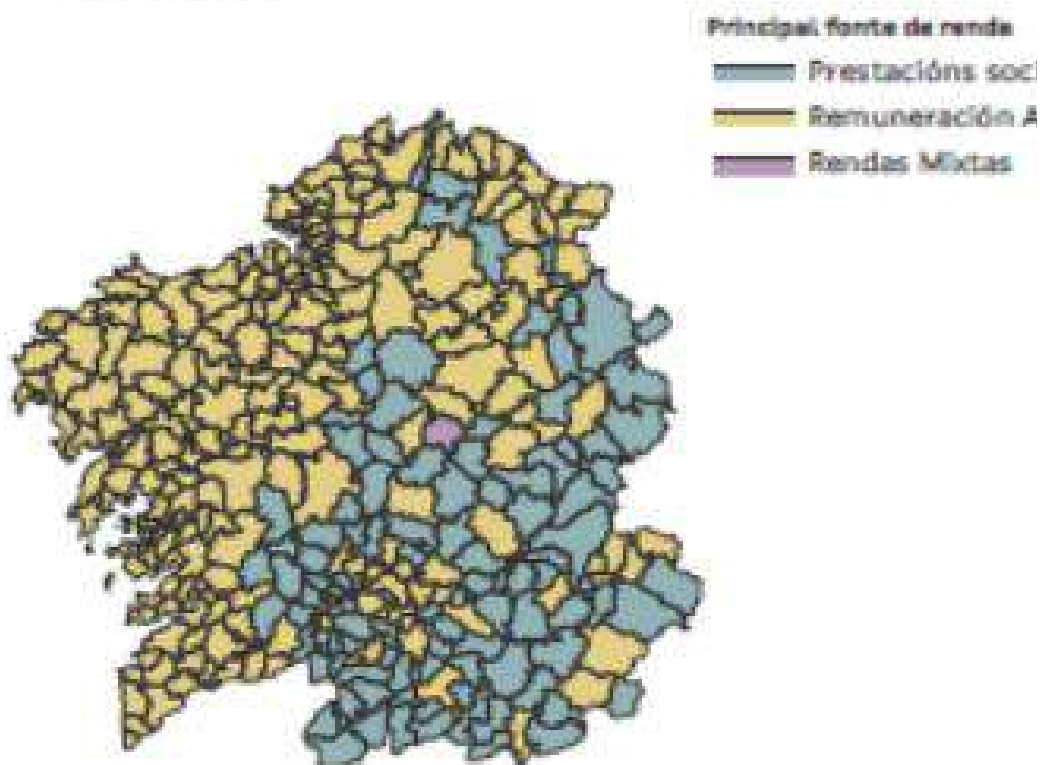 Principal fonte de renda
Prestacións soci
Remuneración A
Rendas Mixtas